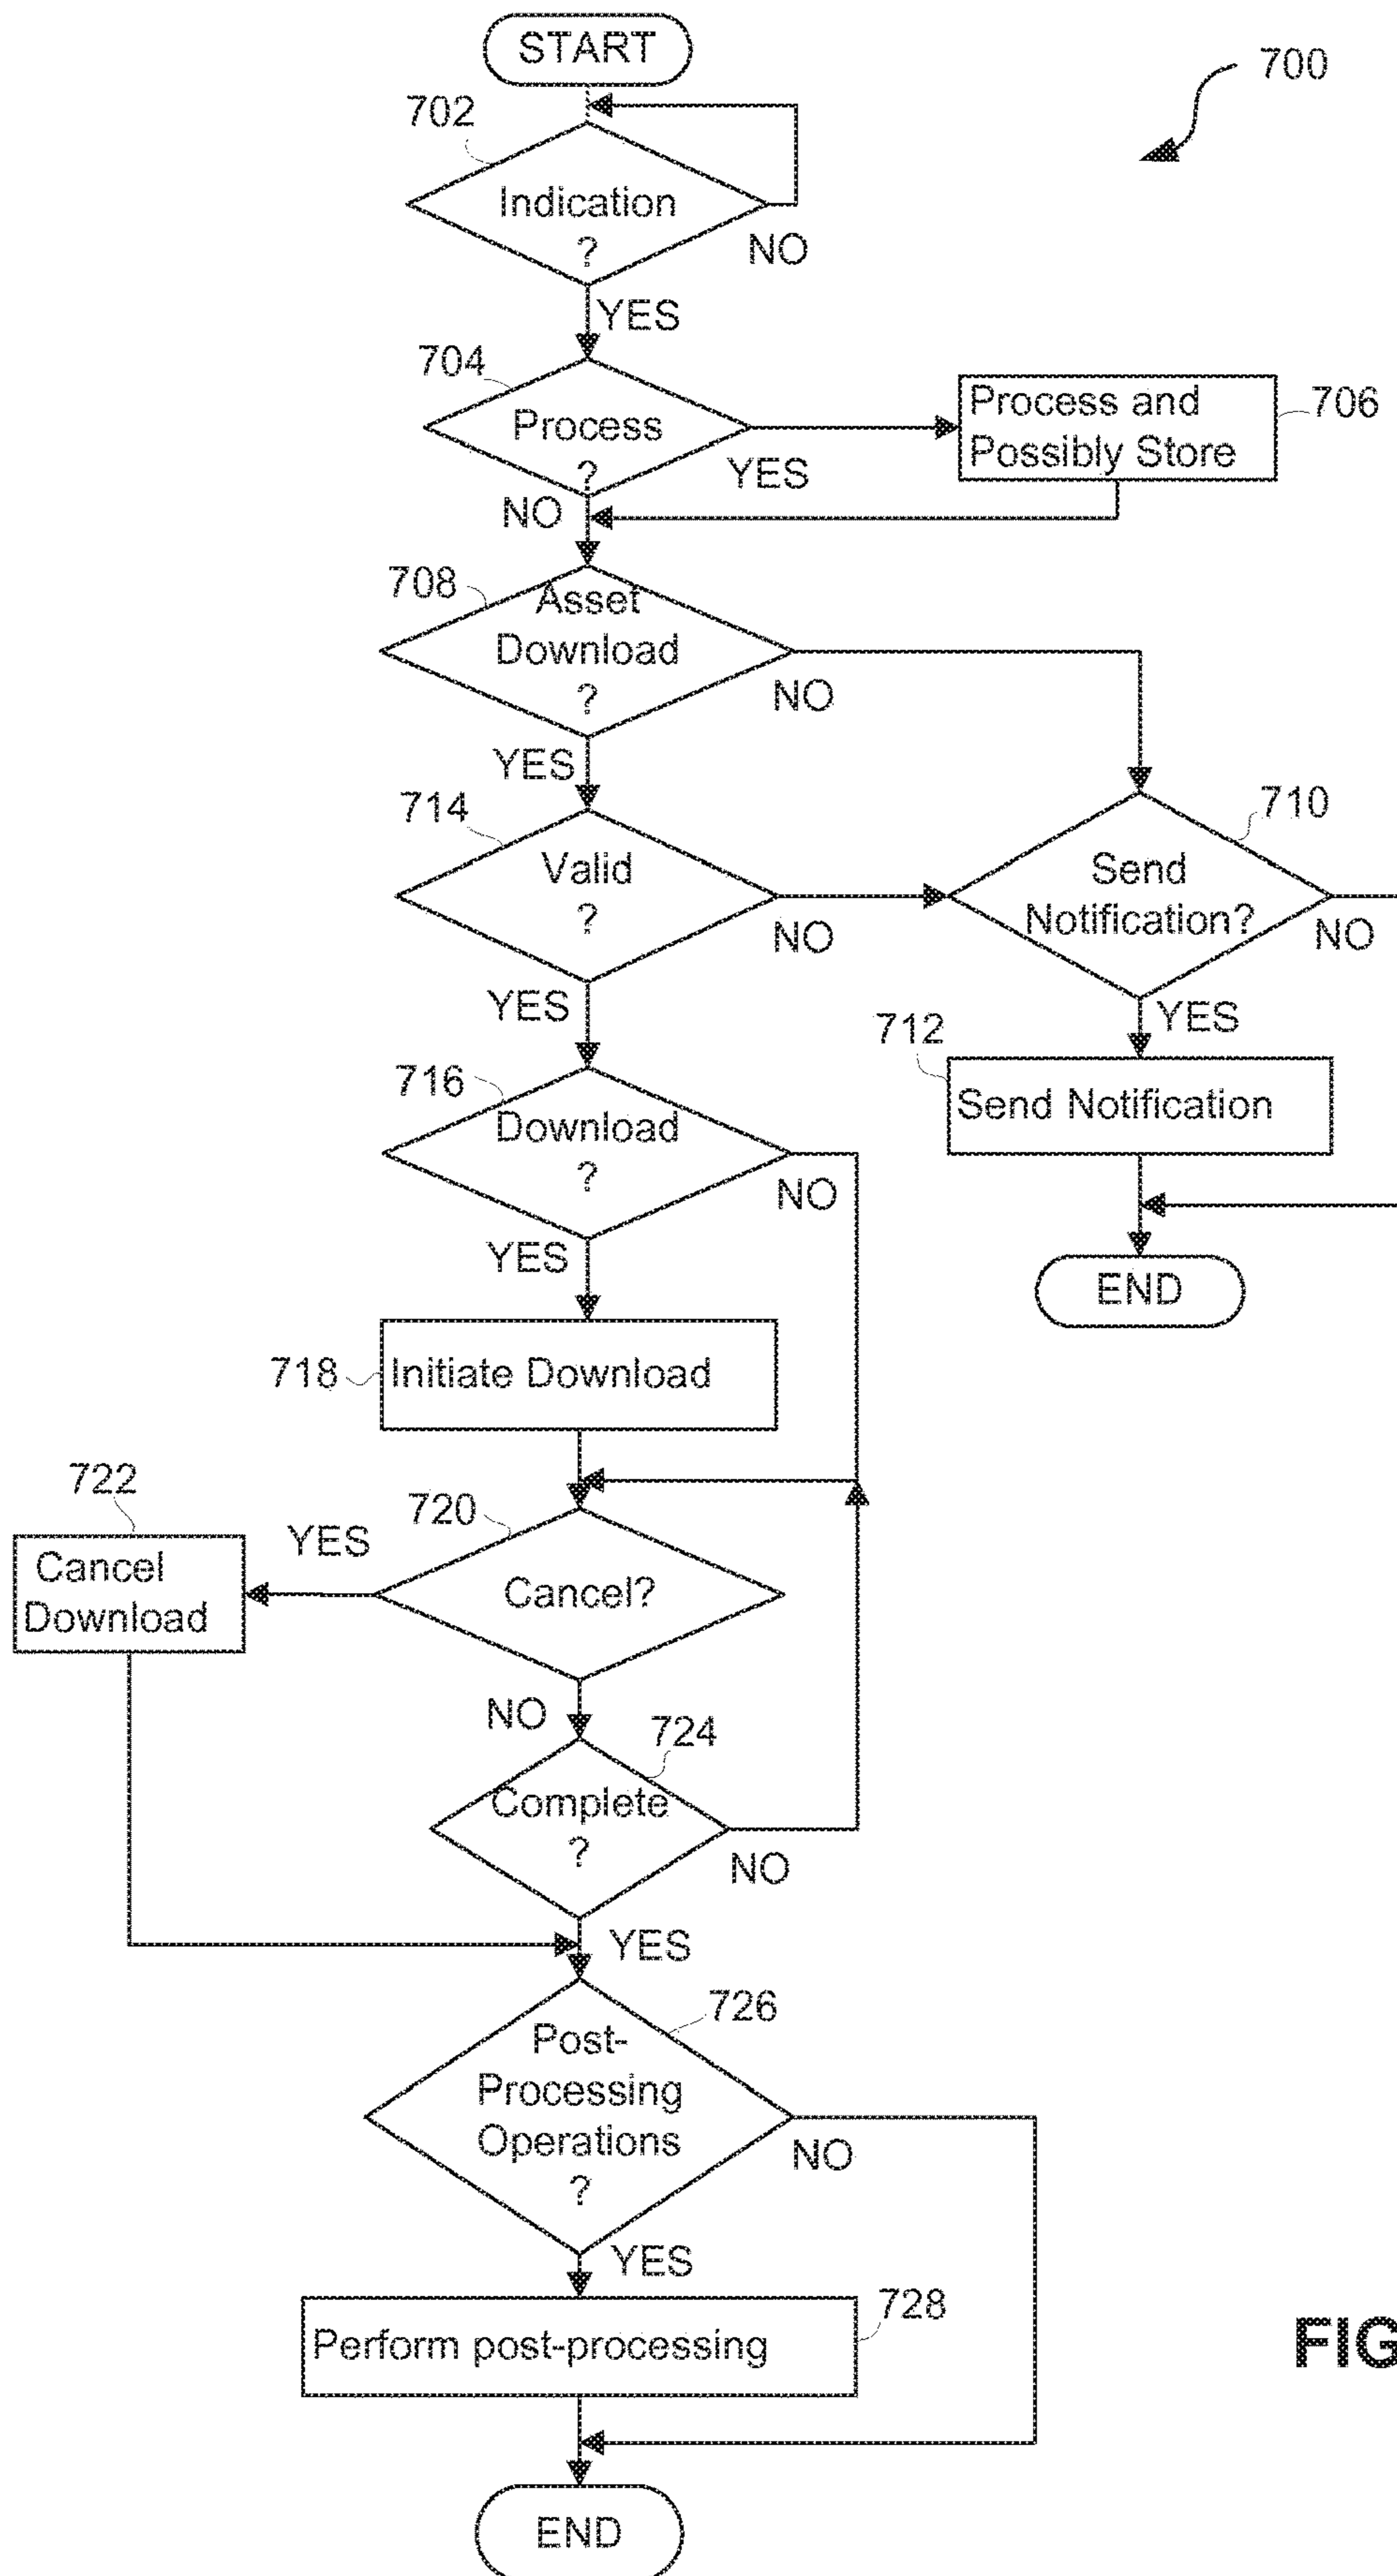 START
700
702
Indication
?
NO
YES
704
Process
?
YES
NO
Process and
Possibly Store
706
708
Asset
Download
?
NO
YES
714
Valid
?
NO
YES
710
Send
Notification?
NO
YES
712
Send Notification
END
716
Download
?
NO
YES
718
Initiate Download
720
Cancel?
YES
722
Cancel
Download
NO
724
Complete
?
NO
YES
726
Post-
Processing
Operations
?
NO
YES
728
Perform post-processing
END
FIG